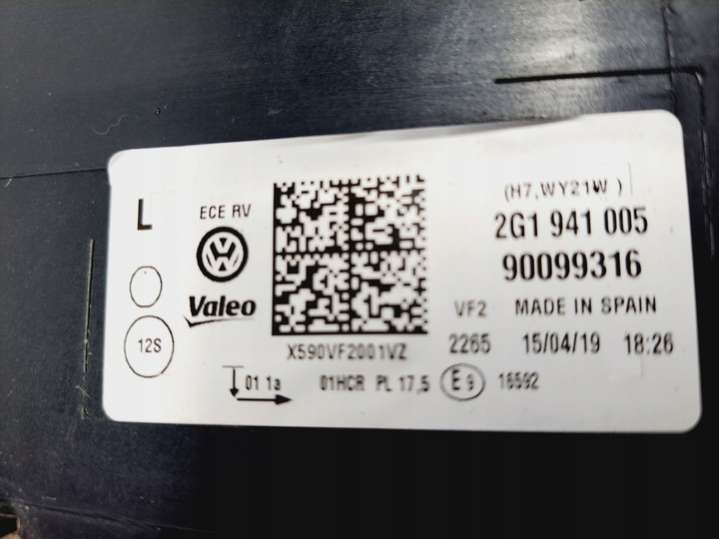 L
ECE RV
(H7,WY21W )
2G1 941 005
90099316
Valeo
VF2 MADE IN SPAIN
12S
X590VF2001VZ
2265 15/04/19 18:26
01 1a
01HCR PL 17,5
E9
16592